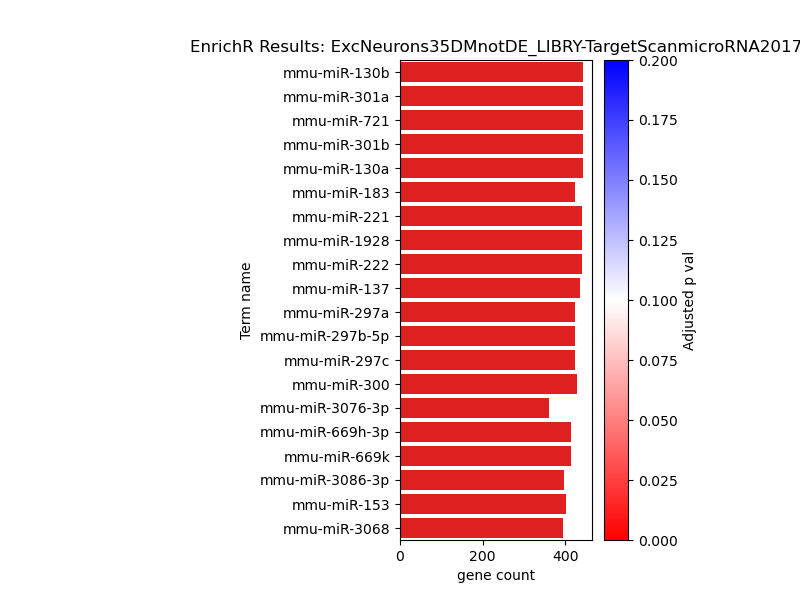 EnrichR Results: ExcNeurons35DMnotDE_LIBRY-TargetScanmicroRNA2017
Term name
mmu-miR-130b
mmu-miR-301a
mmu-miR-721
mmu-miR-301b
mmu-miR-130a
mmu-miR-183
mmu-miR-221
mmu-miR-1928
mmu-miR-222
mmu-miR-137
mmu-miR-297a
mmu-miR-297b-5p
mmu-miR-297c
mmu-miR-300
mmu-miR-3076-3p
mmu-miR-669h-3p
mmu-miR-669k
mmu-miR-3086-3p
mmu-miR-153
mmu-miR-3068
0 200 400
gene count
0.200
0.175
0.150
0.125
0.100
0.075
0.050
0.025
0.000
Adjusted p val